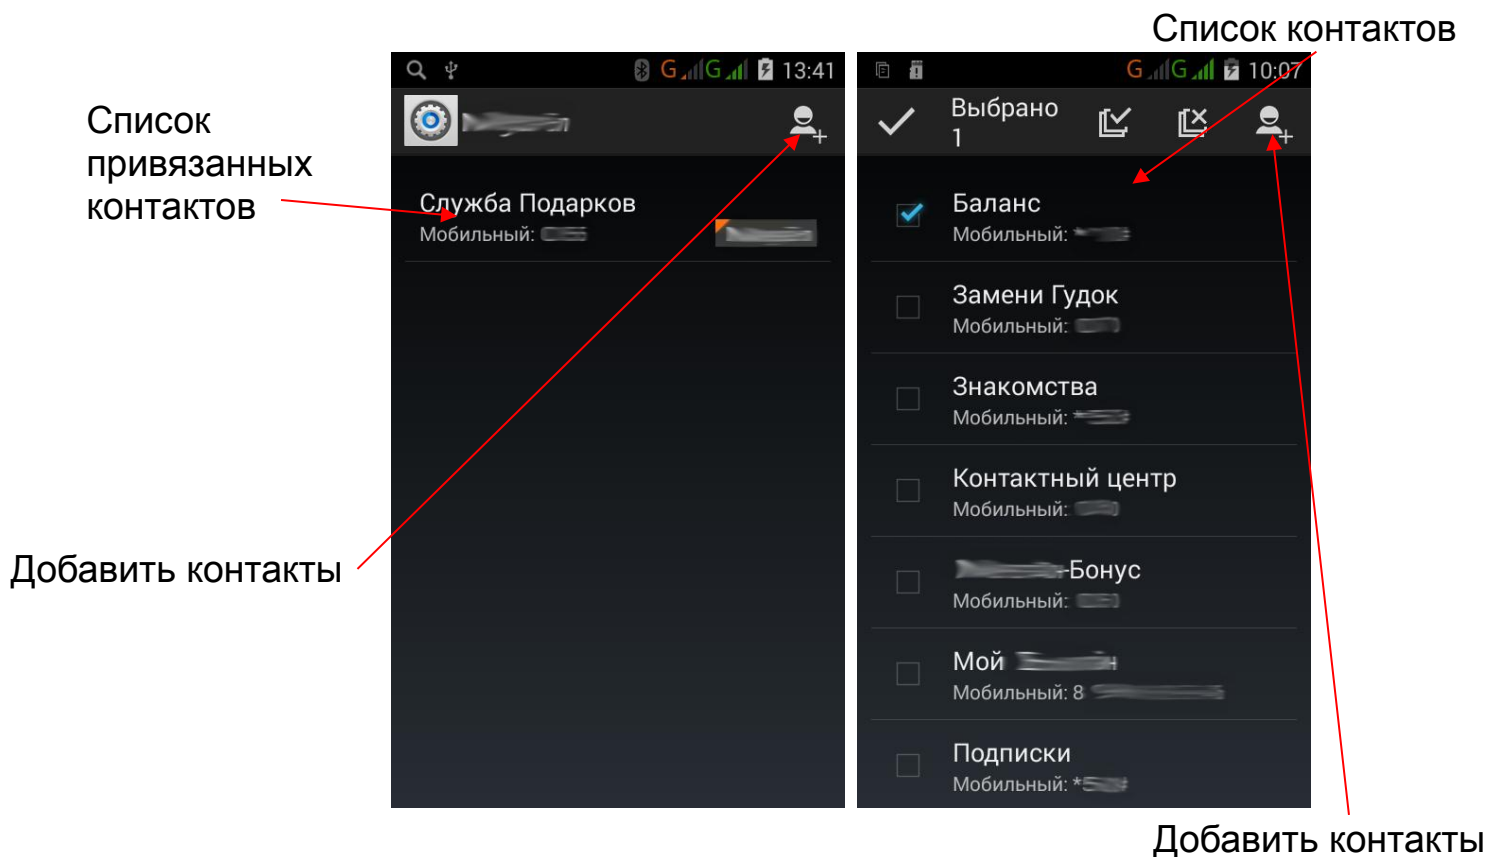 Список контактов
13:41
10:07
Список
привязанных
контактов
Выбрано
1
Служба Подарков
Мобильный:
Баланс
Мобильный: *
Замени Гудок
Мобильный:
Знакомства
Мобильный: *
Контактный центр
Мобильный:
-Бонус
Мобильный:
Мой
Мобильный: 8
Подписки
Мобильный: *
Добавить контакты
Добавить контакты